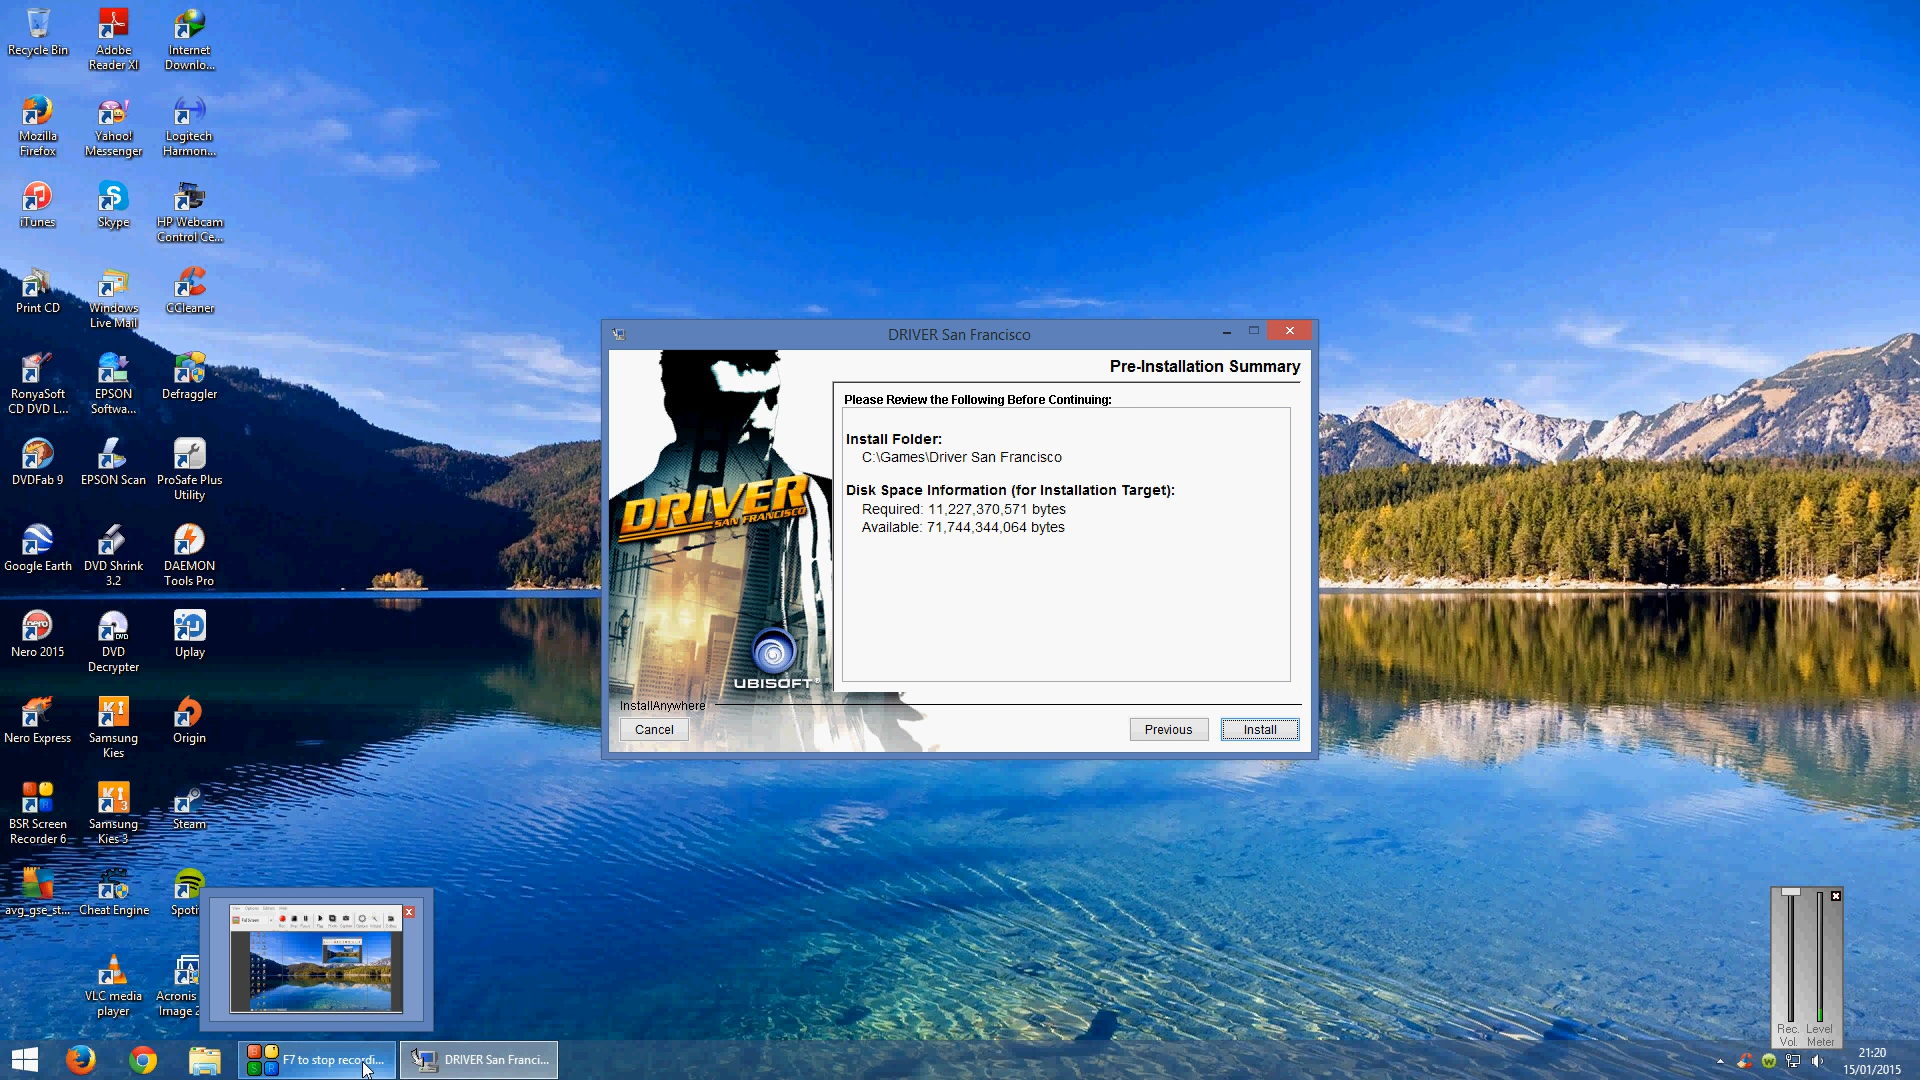 Recycle Bin
Adobe
Reader XI
Internet
Downlo...
Mozilla
Firefox
Yahoo!
Messenger
Logitech
Harmon...
iTunes
Skype
HP Webcam
Control Ce...
Print CD
Windows
Live Mail
CCleaner
RonyaSoft
CD DVD L...
EPSON
Softwa...
Defraggler
DVDFab 9
EPSON Scan
ProSafe Plus
Utility
Google Earth
DVD Shrink
3.2
DAEMON
Tools Pro
Nero 2015
DVD
Decrypter
Uplay
Nero Express
Samsung
Kies
Origin
BSR Screen
Recorder 6
Samsung
Kies 3
Steam
avg_gse_st...
Cheat Engine
Spoti
VLC media
player
Acronis
Image 2
DRIVER San Francisco
Pre-Installation Summary
Please Review the Following Before Continuing:
Install Folder:
C:\Games\Driver San Francisco
Disk Space Information (for Installation Target):
Required: 11,227,370,571 bytes
Available: 71,744,344,064 bytes
DRIVER
SAN FRANCISCO
UBISOFT®
InstallAnywhere
Cancel
Previous
Install
Rec. Level
Vol. Meter
F7 to stop recordi...
DRIVER San Franci...
21:20
15/01/2015